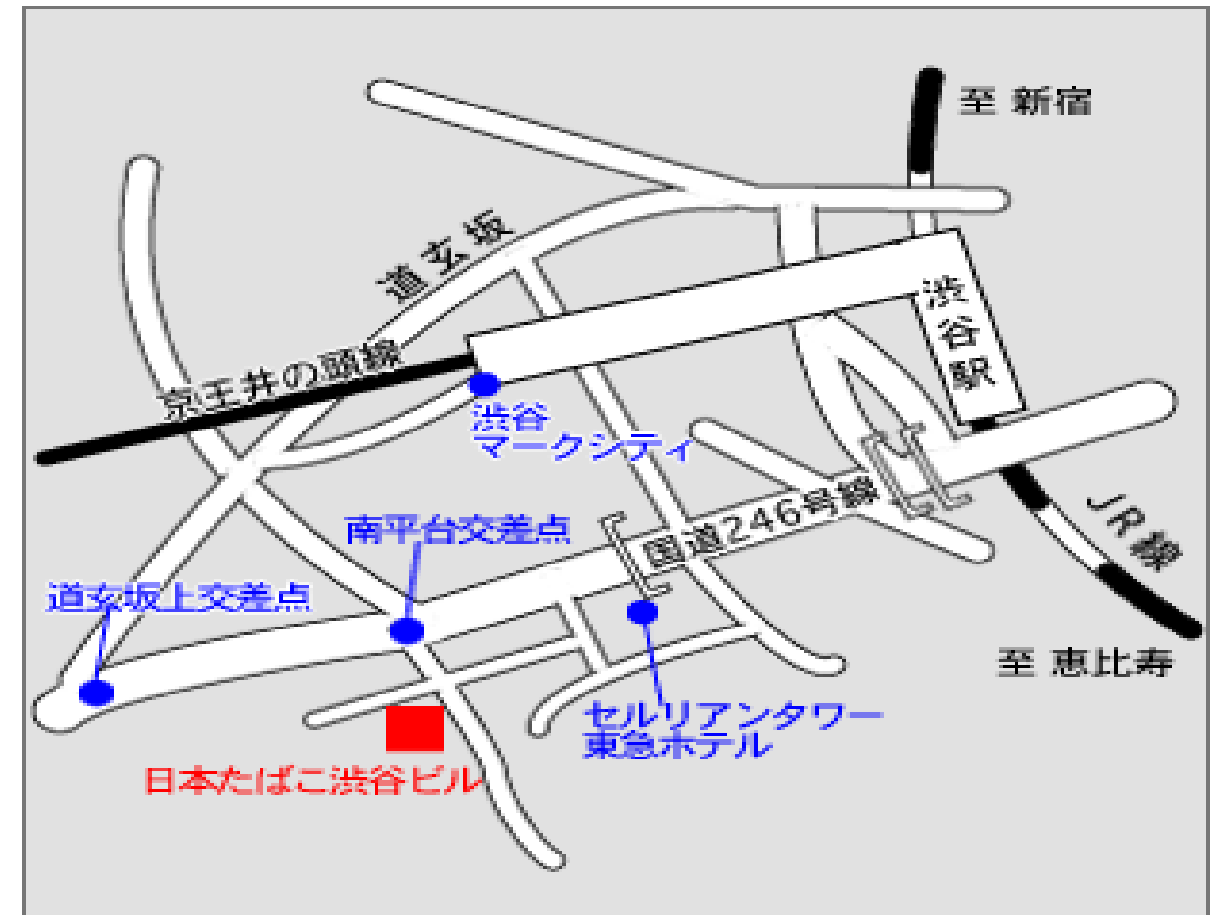 至 新宿
道玄坂
渋谷駅
京王井の頭線
渋谷
マークシティ
国道246号線
JR線
南平台交差点
道玄坂上交差点
至 恵比寿
セルリアンタワー
東急ホテル
日本たばこ渋谷ビル